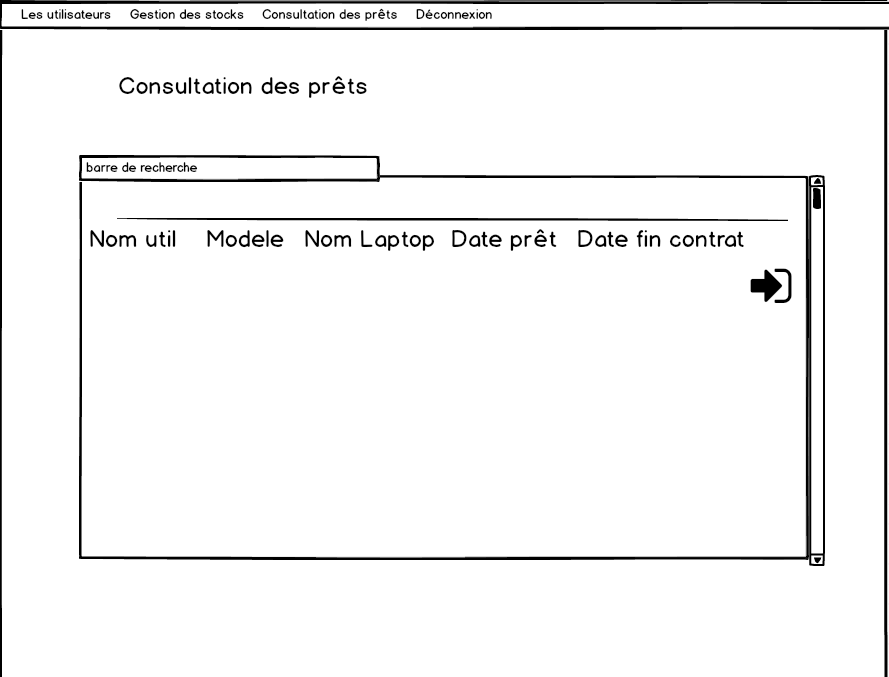 Les utilisateurs Gestion des stocks Consultation des prêts Déconnexion
Consultation des prêts
barre de recherche
Nom util Modele Nom Laptop Date prêt Date fin contrat